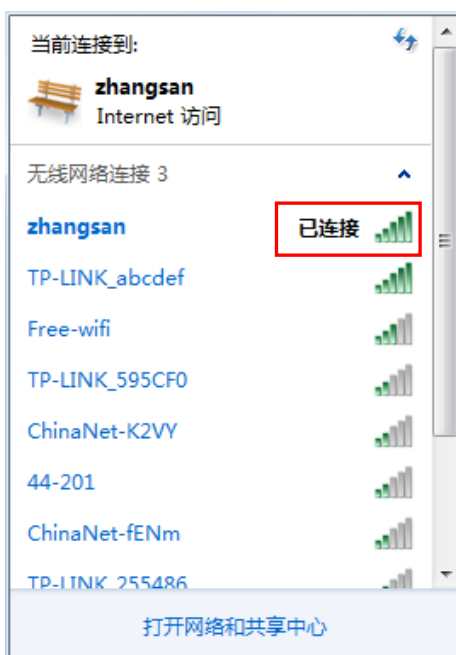 当前连接到:
zhangsan
Internet 访问
无线网络连接 3
zhangsan 已连接
TP-LINK_abcdef
Free-wifi
TP-LINK_595CF0
ChinaNet-K2VY
44-201
ChinaNet-fENm
TP-LINK_255486
打开网络和共享中心